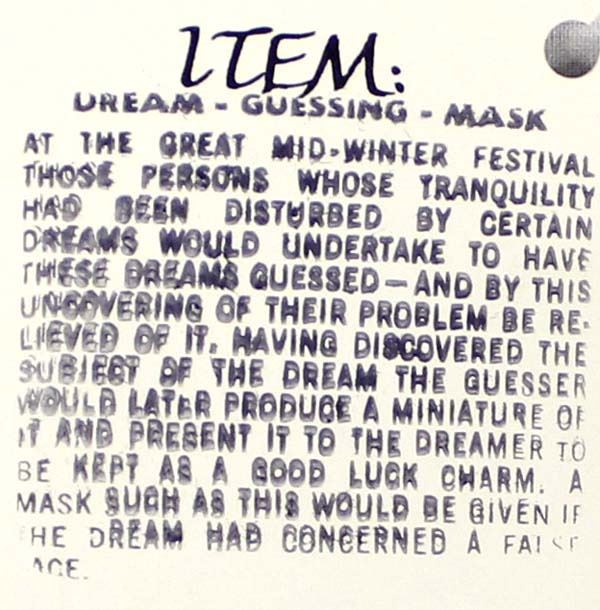 ITEM:
DREAM - GUESSING - MASK
AT THE GREAT MID-WINTER FESTIVAL
THOSE PERSONS WHOSE TRANQUILITY
HAD BEEN DISTURBED BY CERTAIN
DREAMS WOULD UNDERTAKE TO HAVE
THESE DREAMS GUESSED—AND BY THIS
UNCOVERING OF THEIR PROBLEM BE RE-
LIEVED OF IT. HAVING DISCOVERED THE
SUBJECT OF THE DREAM THE GUESSER
WOULD LATER PRODUCE A MINIATURE OF
IT AND PRESENT IT TO THE DREAMER TO
BE KEPT AS A GOOD LUCK CHARM. A
MASK SUCH AS THIS WOULD BE GIVEN IF
THE DREAM HAD CONCERNED A FALSE
FACE.